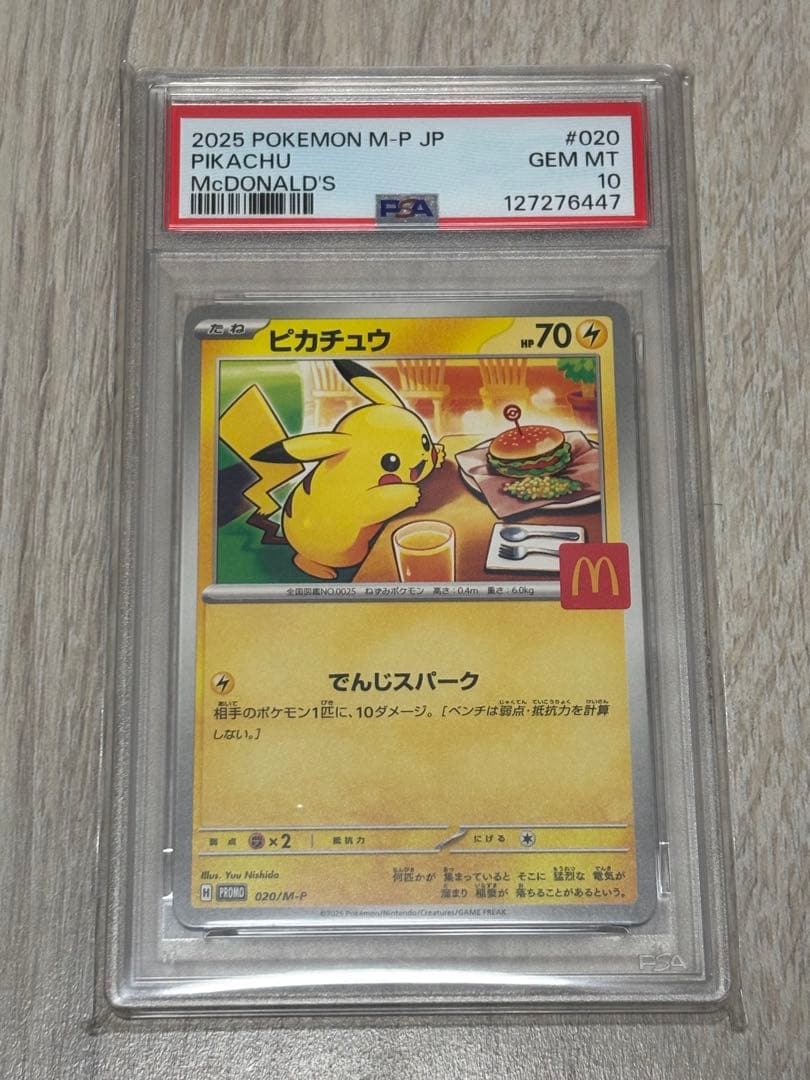 2025 POKEMON M-P JP #020
PIKACHU GEM MT
McDONALD'S 10
PSA 127276447
たね ピカチュウ HP70
全国図鑑NO.0025 ねずみポケモン 高さ:0.4m 重さ:6.0kg
でんじスパーク
相手のポケモン1匹に、10ダメージ。[ベンチは弱点・抵抗力を計算
しない。]
弱点 ×2 抵抗力 にげる
Illus. Yuu Nishida
何匹かが 集まっていると そこに 猛烈な 電気が
溜まり 稲妻が 落ちることがあるという。
H PROMO 020/M-P
©2025 Pokémon/Nintendo/Creatures/GAME FREAK
PSA